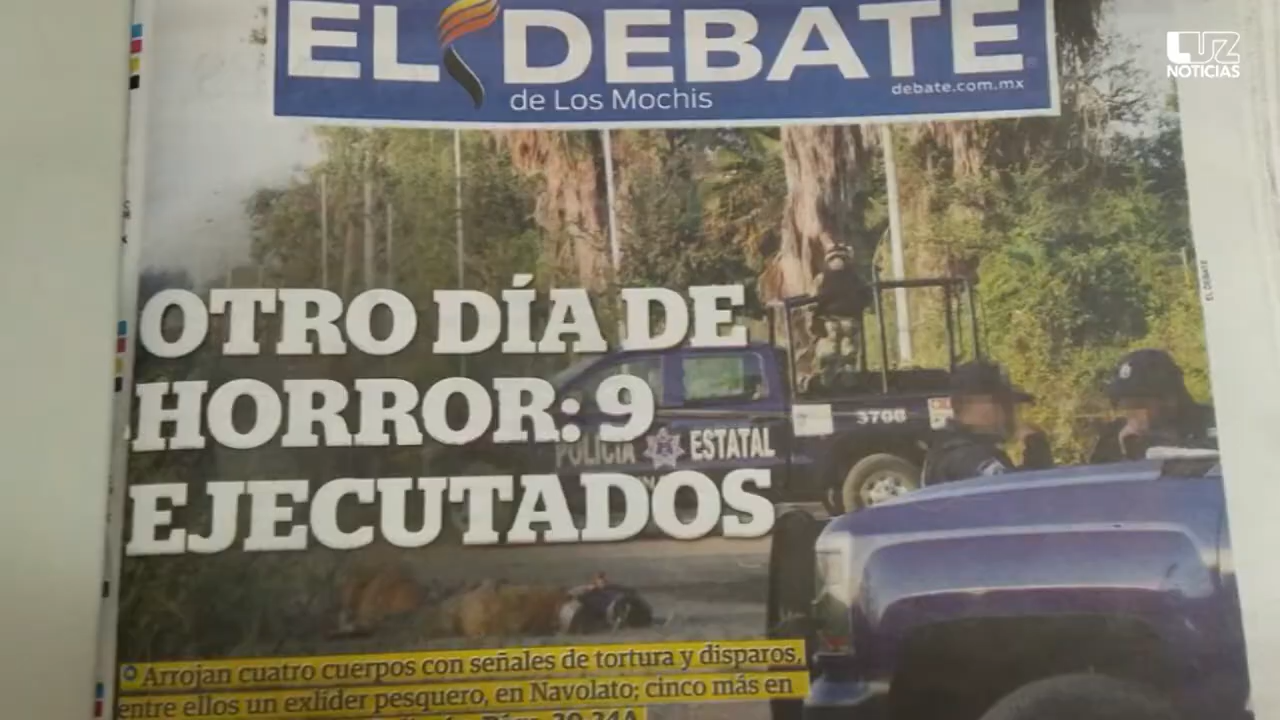 EL DEBATE
de Los Mochis
debate.com.mx
LUZ
NOTICIAS
EL DEBATE
OTRO DÍA DE
HORROR: 9
EJECUTADOS
POLICÍA ESTATAL
3706
Arrojan cuatro cuerpos con señales de tortura y disparos,
entre ellos un exlíder pesquero, en Navolato; cinco más en